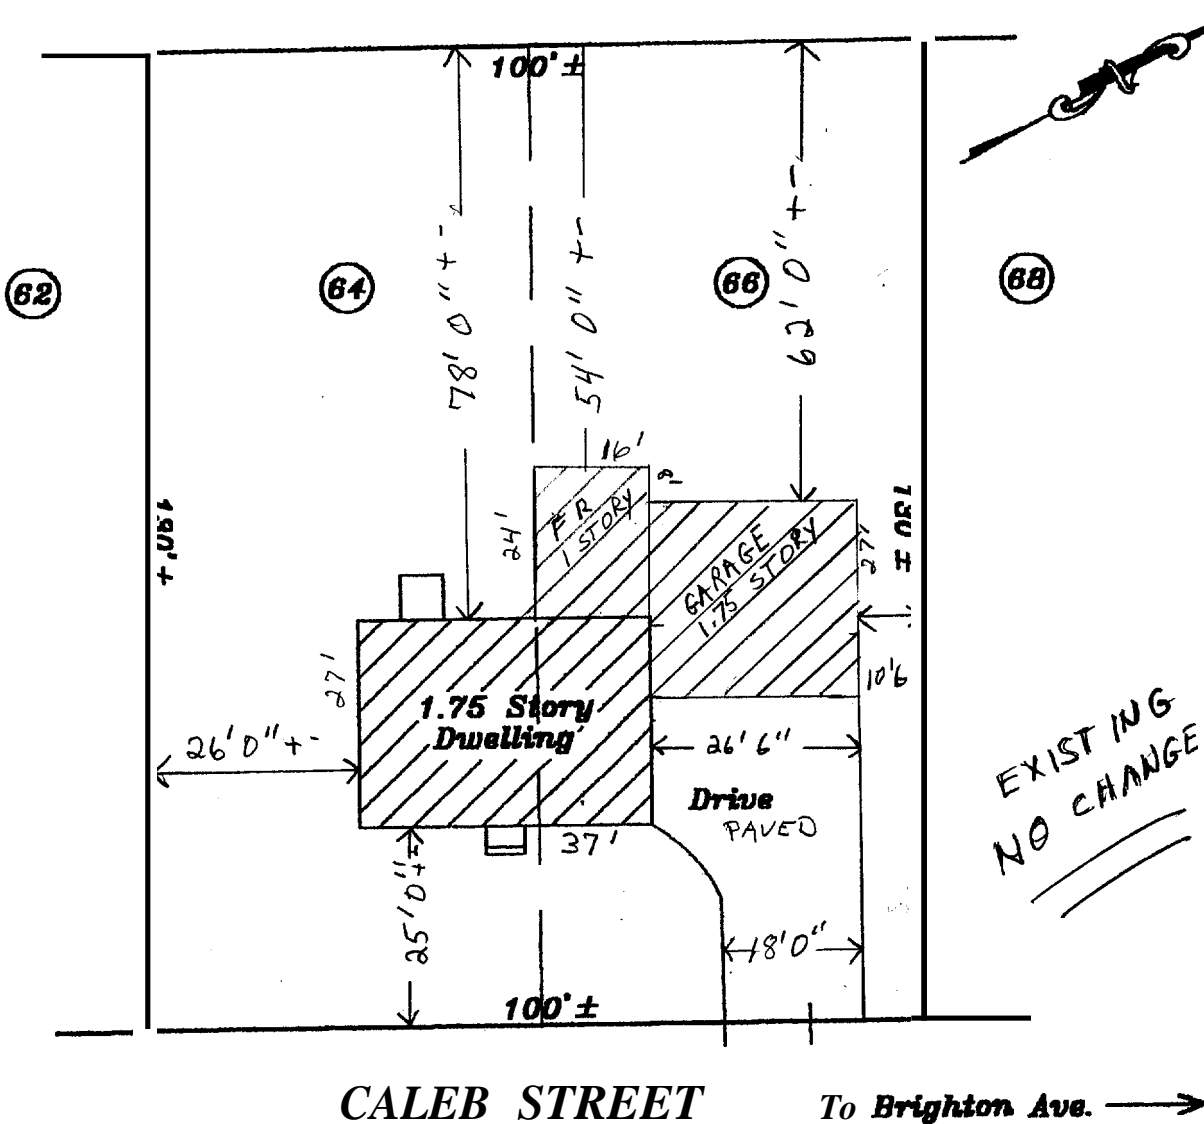 100'±
N
62
64
66
68
78' 0" + -
54' 0" + -
62' 0" + -
16'
24'
F R
1 STORY
GARAGE
1.75 STORY
27'
10'6
27'
1.75 Story
Dwelling
26' 0" + -
26' 6"
Drive
PAVED
37'
25' 0" + -
18' 0"
100'±
EXISTING
NO CHANGE
CALEB STREET
To Brighton Ave.